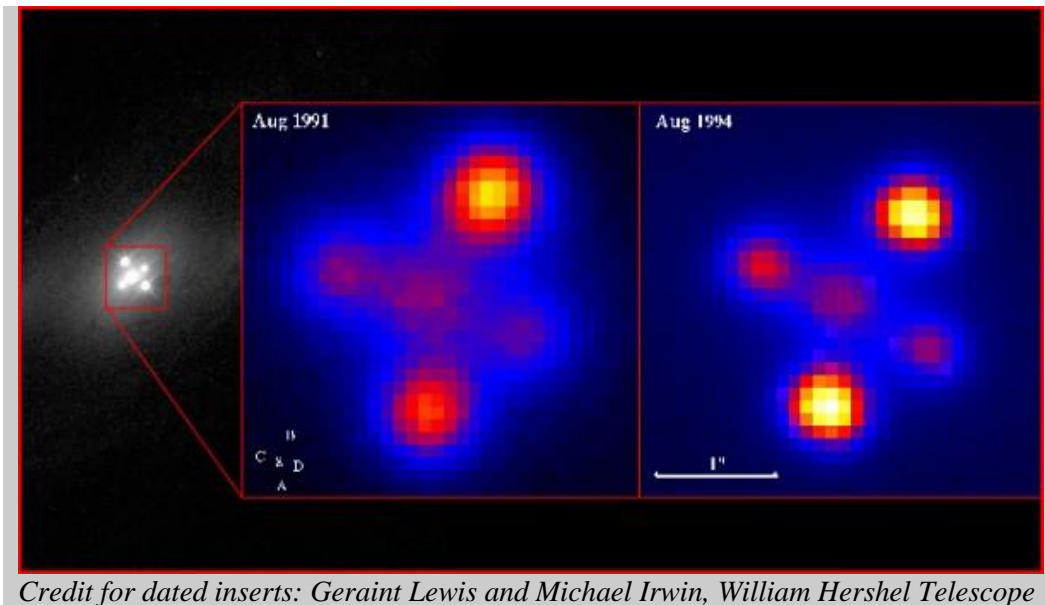 Aug 1991
Aug 1994
B
C g D
A
1"
Credit for dated inserts: Geraint Lewis and Michael Irwin, William Hershel Telescope